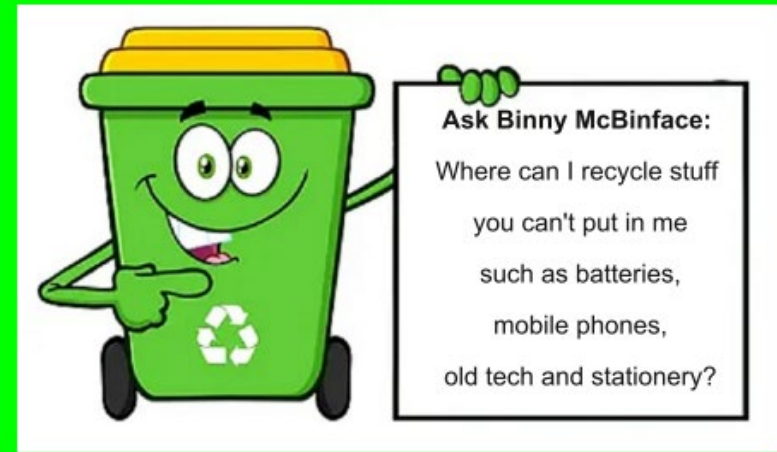 Ask Binny McBinface:
Where can I recycle stuff
you can't put in me
such as batteries,
mobile phones,
old tech and stationery?